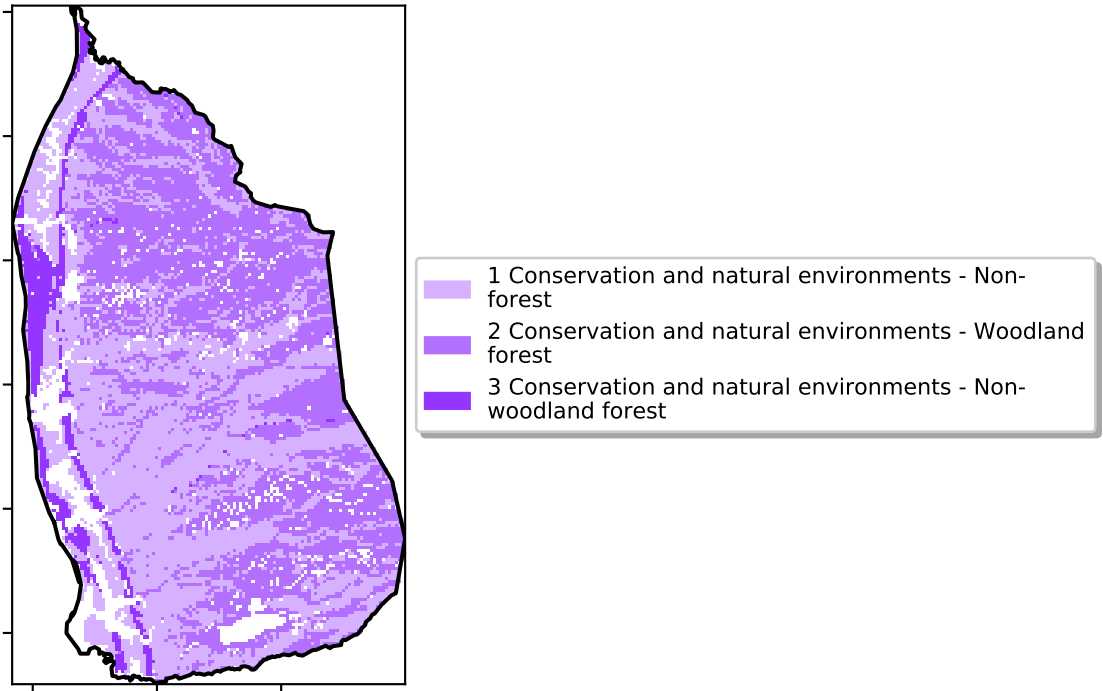 1 Conservation and natural environments - Non-
forest
2 Conservation and natural environments - Woodland
forest
3 Conservation and natural environments - Non-
woodland forest